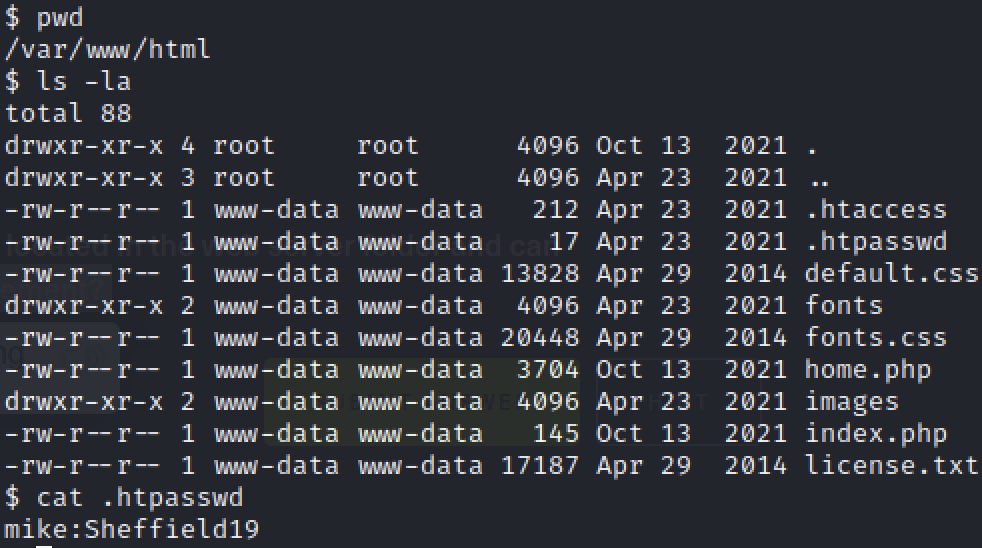 $ pwd
/var/www/html
$ ls -la
total 88
drwxr-xr-x 4 root     root      4096 Oct 13  2021 .
drwxr-xr-x 3 root     root      4096 Apr 23  2021 ..
-rw-r--r-- 1 www-data www-data   212 Apr 23  2021 .htaccess
-rw-r--r-- 1 www-data www-data    17 Apr 23  2021 .htpasswd
-rw-r--r-- 1 www-data www-data 13828 Apr 29  2014 default.css
drwxr-xr-x 2 www-data www-data  4096 Apr 23  2021 fonts
-rw-r--r-- 1 www-data www-data 20448 Apr 29  2014 fonts.css
-rw-r--r-- 1 www-data www-data  3704 Oct 13  2021 home.php
drwxr-xr-x 2 www-data www-data  4096 Apr 23  2021 images
-rw-r--r-- 1 www-data www-data   145 Oct 13  2021 index.php
-rw-r--r-- 1 www-data www-data 17187 Apr 29  2014 license.txt
$ cat .htpasswd
mike:Sheffield19